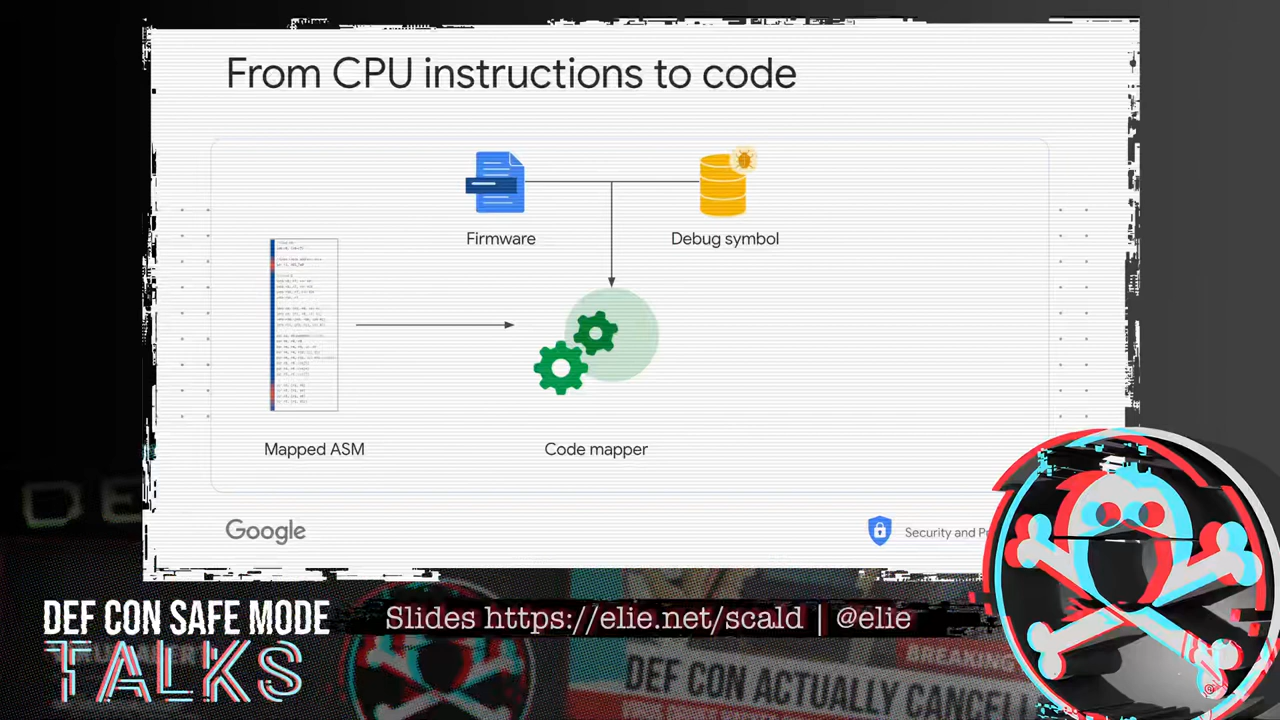 From CPU instructions to code
Firmware
Debug symbol
Mapped ASM
Code mapper
Google
Security and P
DEF CON SAFE MODE
TALKS
Slides https://elie.net/scald | @elie
BREAKING
DEF CON ACTUALLY CANCELL